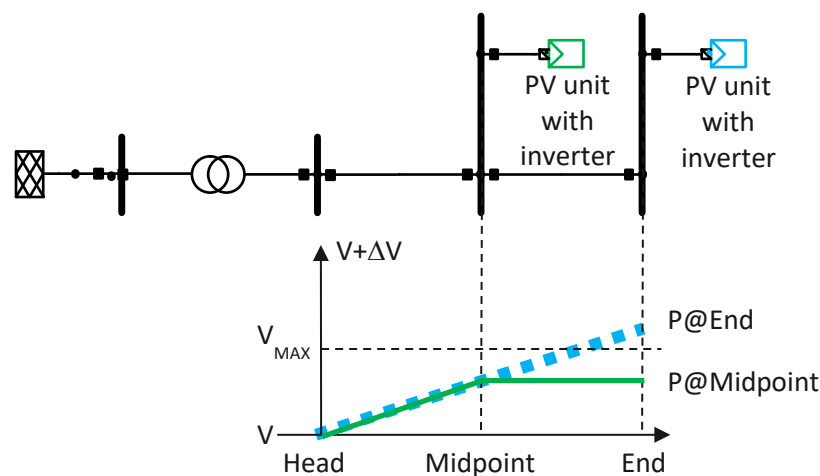 PV unit
with
inverter
PV unit
with
inverter
V+ΔV
P@End
VMAX
P@Midpoint
V
Head
Midpoint
End